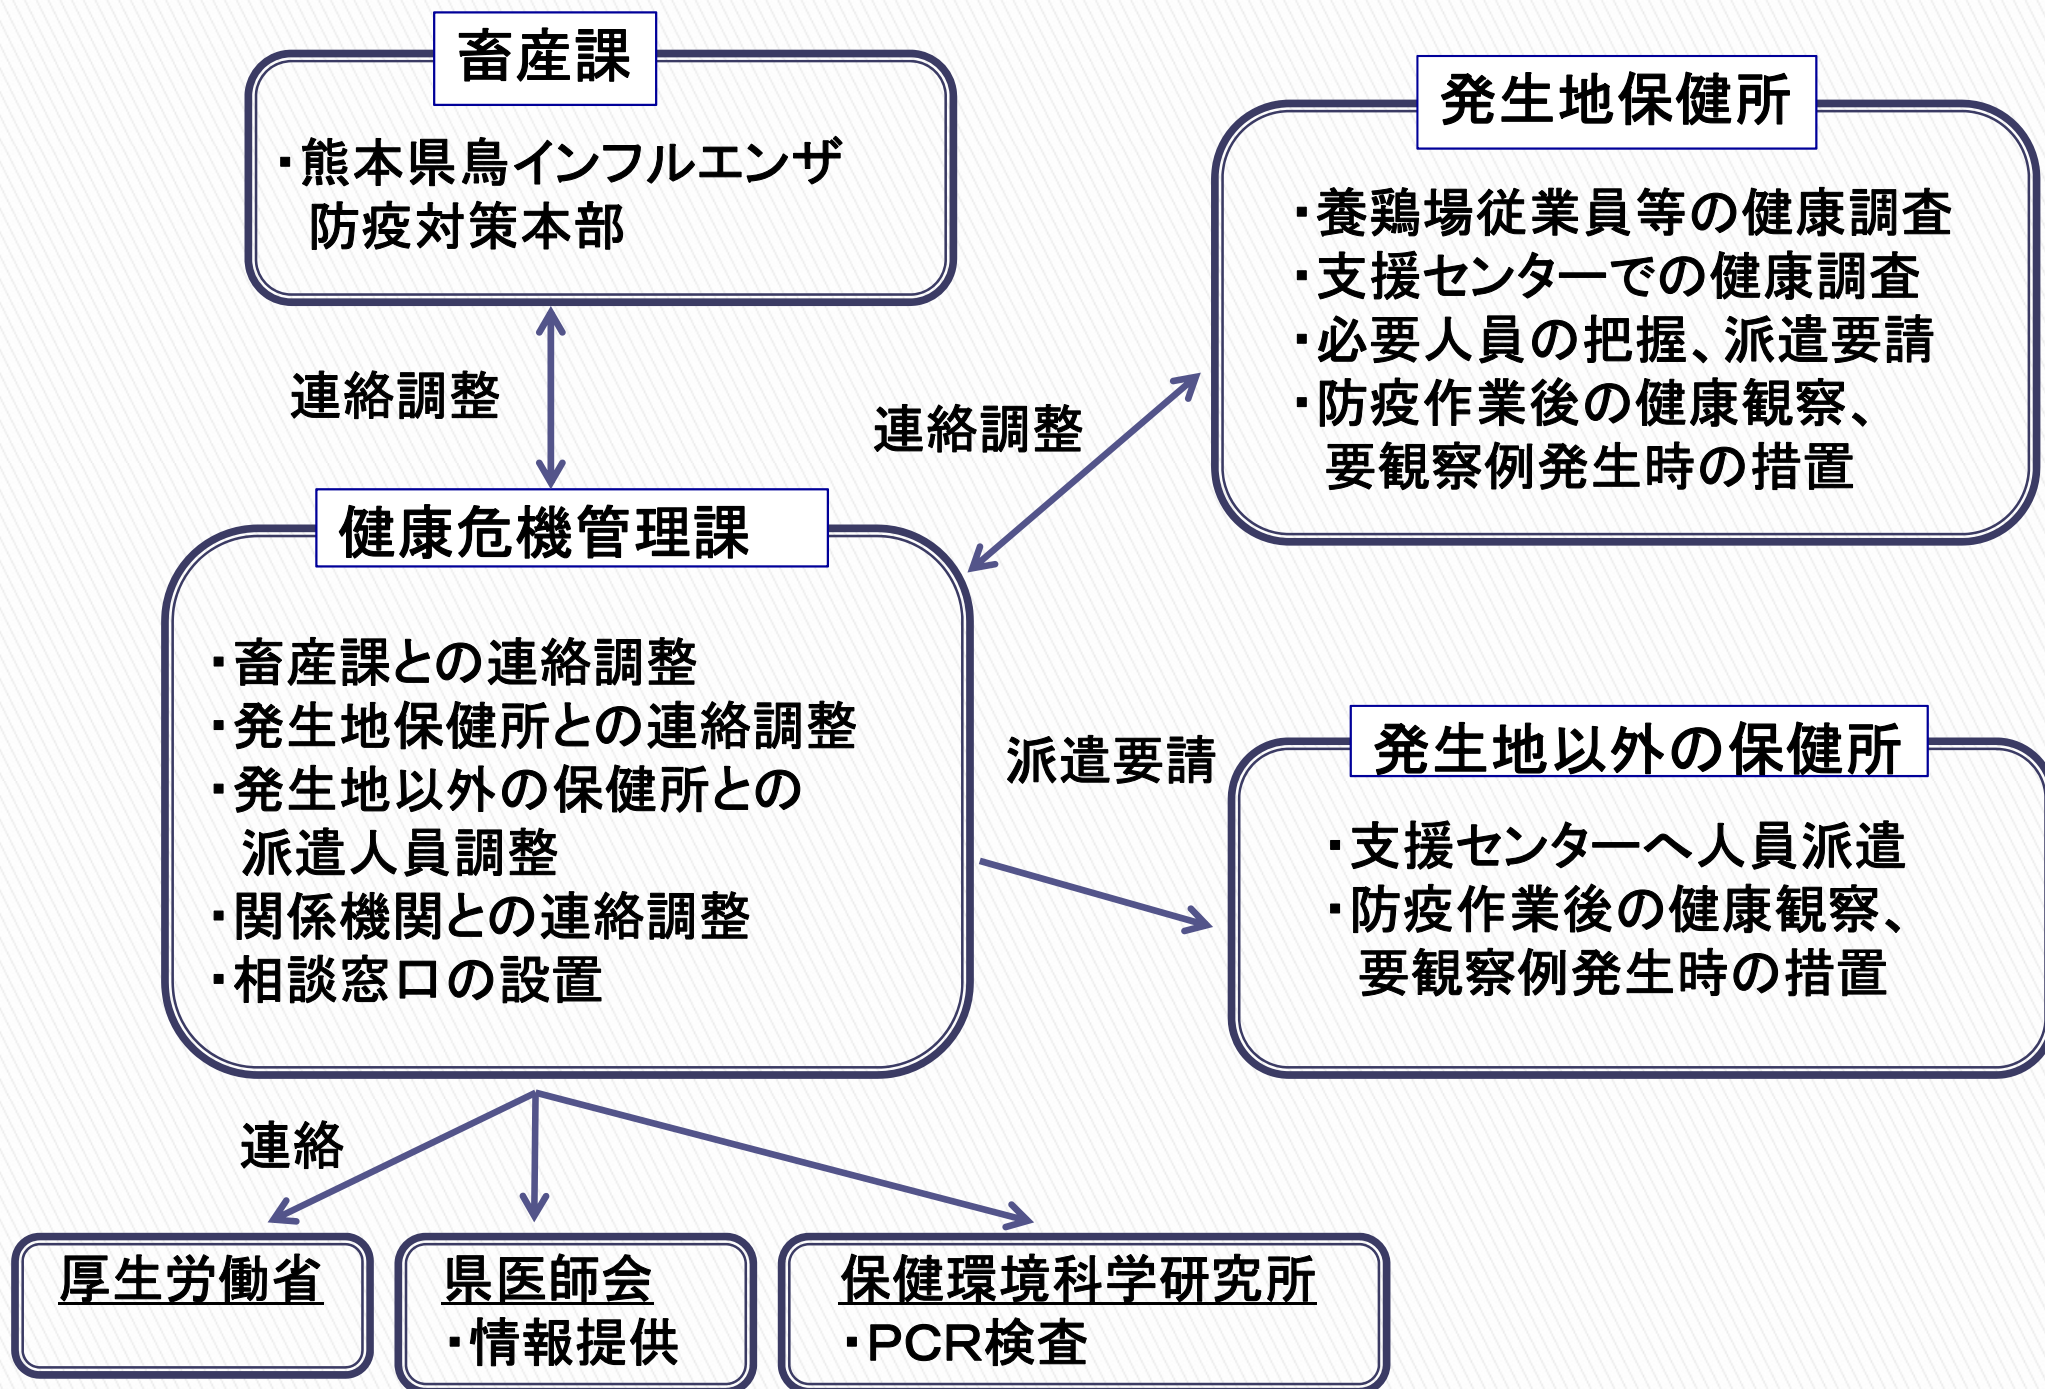 畜産課
・熊本県鳥インフルエンザ
防疫対策本部
連絡調整
健康危機管理課
・畜産課との連絡調整
・発生地保健所との連絡調整
・発生地以外の保健所との
派遣人員調整
・関係機関との連絡調整
・相談窓口の設置
連絡調整
発生地保健所
・養鶏場従業員等の健康調査
・支援センターでの健康調査
・必要人員の把握、派遣要請
・防疫作業後の健康観察、
要観察例発生時の措置
派遣要請
発生地以外の保健所
・支援センターへ人員派遣
・防疫作業後の健康観察、
要観察例発生時の措置
連絡
厚生労働省
県医師会
・情報提供
保健環境科学研究所
・ＰＣＲ検査